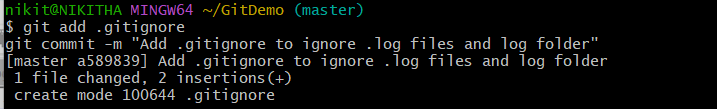 nikit@NIKITHA MINGW64 ~/GitDemo (master)
$ git add .gitignore
git commit -m "Add .gitignore to ignore .log files and log folder"
[master a589839] Add .gitignore to ignore .log files and log folder
 1 file changed, 2 insertions(+)
 create mode 100644 .gitignore